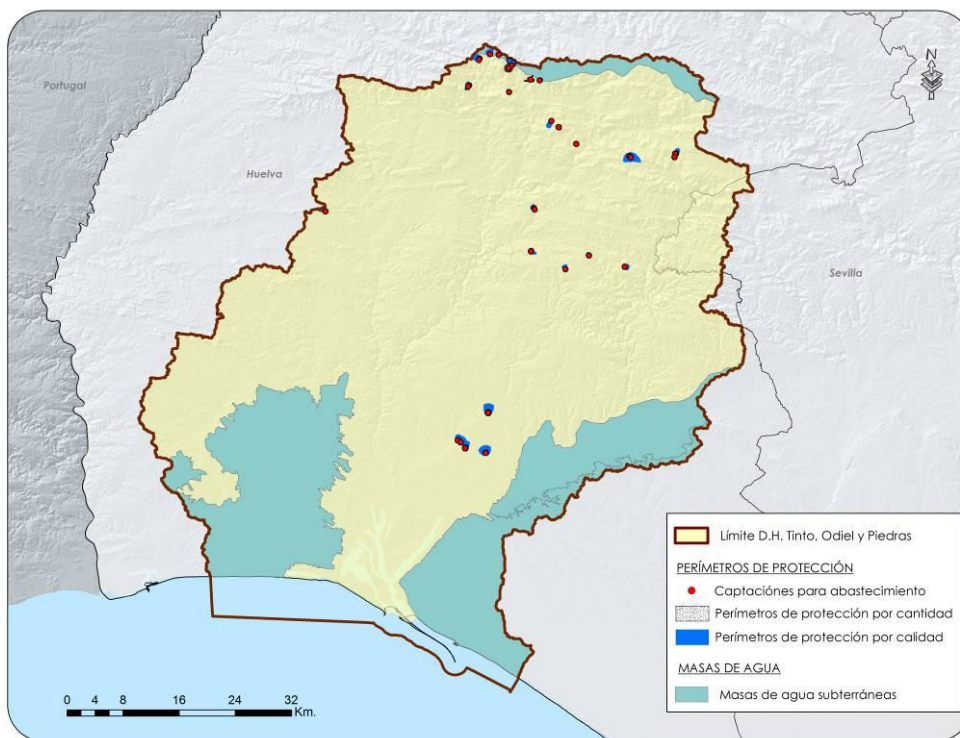 N
Portugal
Huelva
Sevilla
Límite D.H. Tinto, Odiel y Piedras
PERÍMETROS DE PROTECCIÓN
Captaciónes para abastecimiento
Perímetros de protección por cantidad
Perímetros de protección por calidad
MASAS DE AGUA
Masas de agua subterráneas
0 4 8 16 24 32
Km.